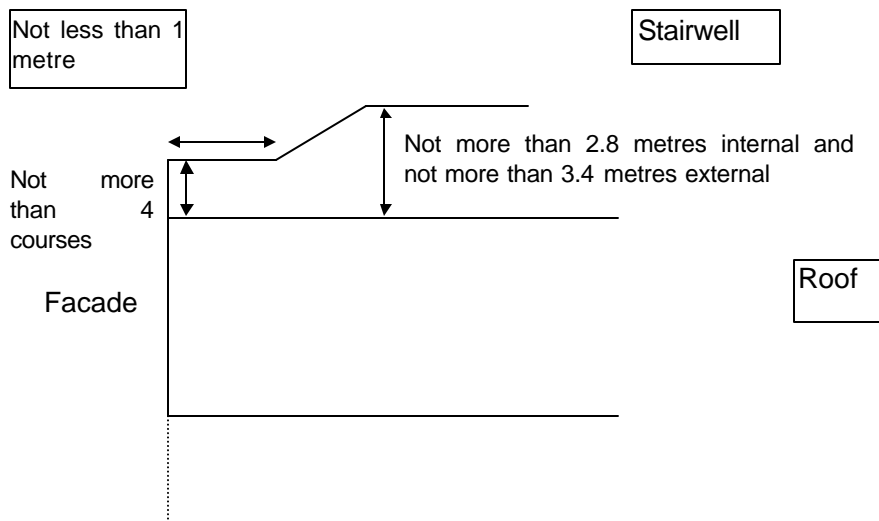 Not less than 1
metre
Stairwell
Not more than 2.8 metres internal and
not more than 3.4 metres external
Not more
than 4
courses
Facade
Roof